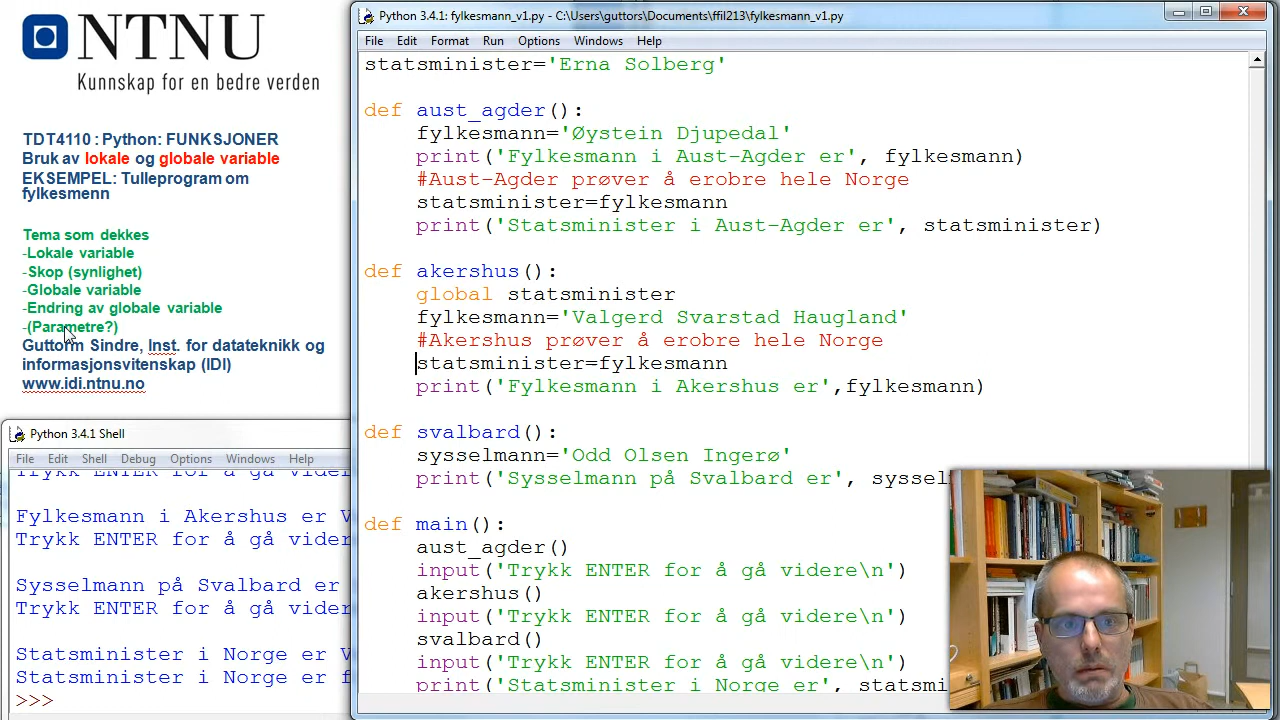 NTNU
Kunnskap for en bedre verden
TDT4110 : Python: FUNKSJONER
Bruk av lokale og globale variable
EKSEMPEL: Tulleprogram om
fylkesmenn
Tema som dekkes
-Lokale variable
-Skop (synlighet)
-Globale variable
-Endring av globale variable
-(Parametre?)
Guttorm Sindre, Inst. for datateknikk og
informasjonsvitenskap (IDI)
www.idi.ntnu.no
Python 3.4.1: fylkesmann_v1.py - C:\Users\guttors\Documents\ffil213\fylkesmann_v1.py
File Edit Format Run Options Windows Help
statsminister='Erna Solberg'
def aust_agder():
    fylkesmann='Øystein Djupedal'
    print('Fylkesmann i Aust-Agder er', fylkesmann)
    #Aust-Agder prøver å erobre hele Norge
    statsminister=fylkesmann
    print('Statsminister i Aust-Agder er', statsminister)
def akershus():
    global statsminister
    fylkesmann='Valgerd Svarstad Haugland'
    #Akershus prøver å erobre hele Norge
    statsminister=fylkesmann
    print('Fylkesmann i Akershus er',fylkesmann)
def svalbard():
    sysselmann='Odd Olsen Ingerø'
    print('Sysselmann på Svalbard er', syssel
def main():
    aust_agder()
    input('Trykk ENTER for å gå videre\n')
    akershus()
    input('Trykk ENTER for å gå videre\n')
    svalbard()
    input('Trykk ENTER for å gå videre\n')
    print('Statsminister i Norge er', statsmi
Python 3.4.1 Shell
File Edit Shell Debug Options Windows Help
Trykk ENTER for å gå vider
Fylkesmann i Akershus er V
Trykk ENTER for å gå vider
Sysselmann på Svalbard er
Trykk ENTER for å gå vider
Statsminister i Norge er V
Statsminister i Norge er f
>>>